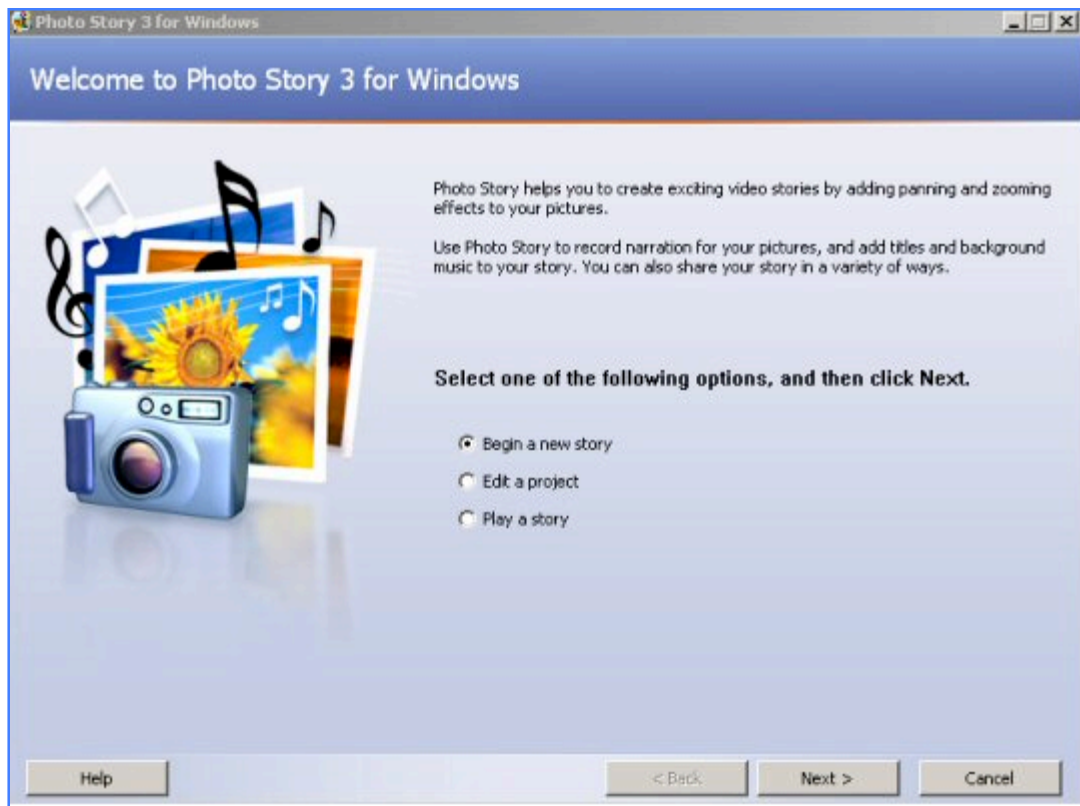 Photo Story 3 for Windows
Welcome to Photo Story 3 for Windows
Photo Story helps you to create exciting video stories by adding panning and zooming
effects to your pictures.
Use Photo Story to record narration for your pictures, and add titles and background
music to your story. You can also share your story in a variety of ways.
Select one of the following options, and then click Next.
Begin a new story
Edit a project
Play a story
Help
< Back
Next >
Cancel